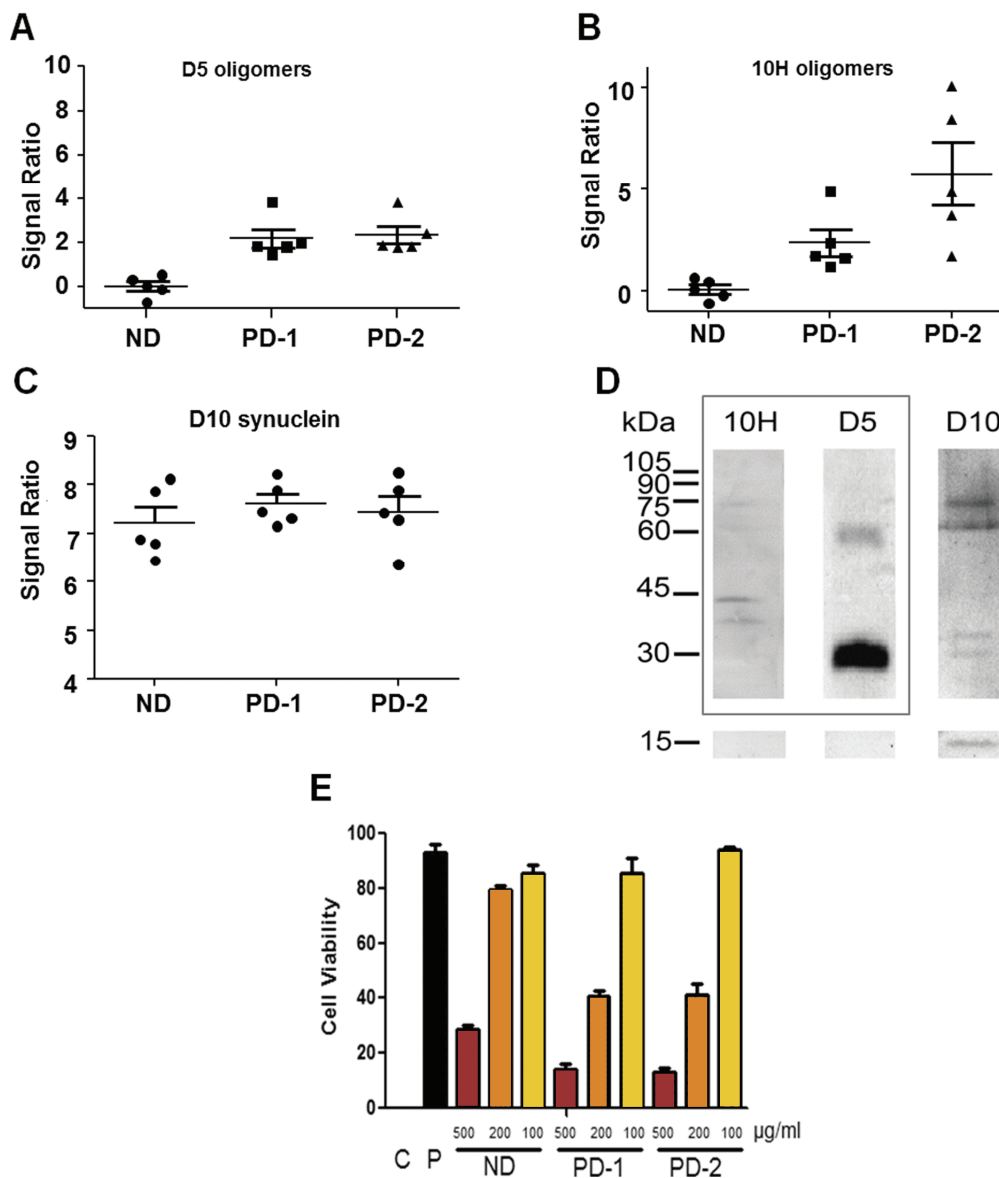 A
D5 oligomers
Signal Ratio
10
8
6
4
2
0
ND PD-1 PD-2
B
10H oligomers
Signal Ratio
10
5
0
ND PD-1 PD-2
C
D10 synuclein
Signal Ratio
9
8
7
6
5
4
ND PD-1 PD-2
D
kDa 10H D5 D10
105
90
75
60
45
30
15
E
Cell Viability
100
80
60
40
20
0
500 200 100 500 200 100 500 200 100 µg/ml
C P ND PD-1 PD-2